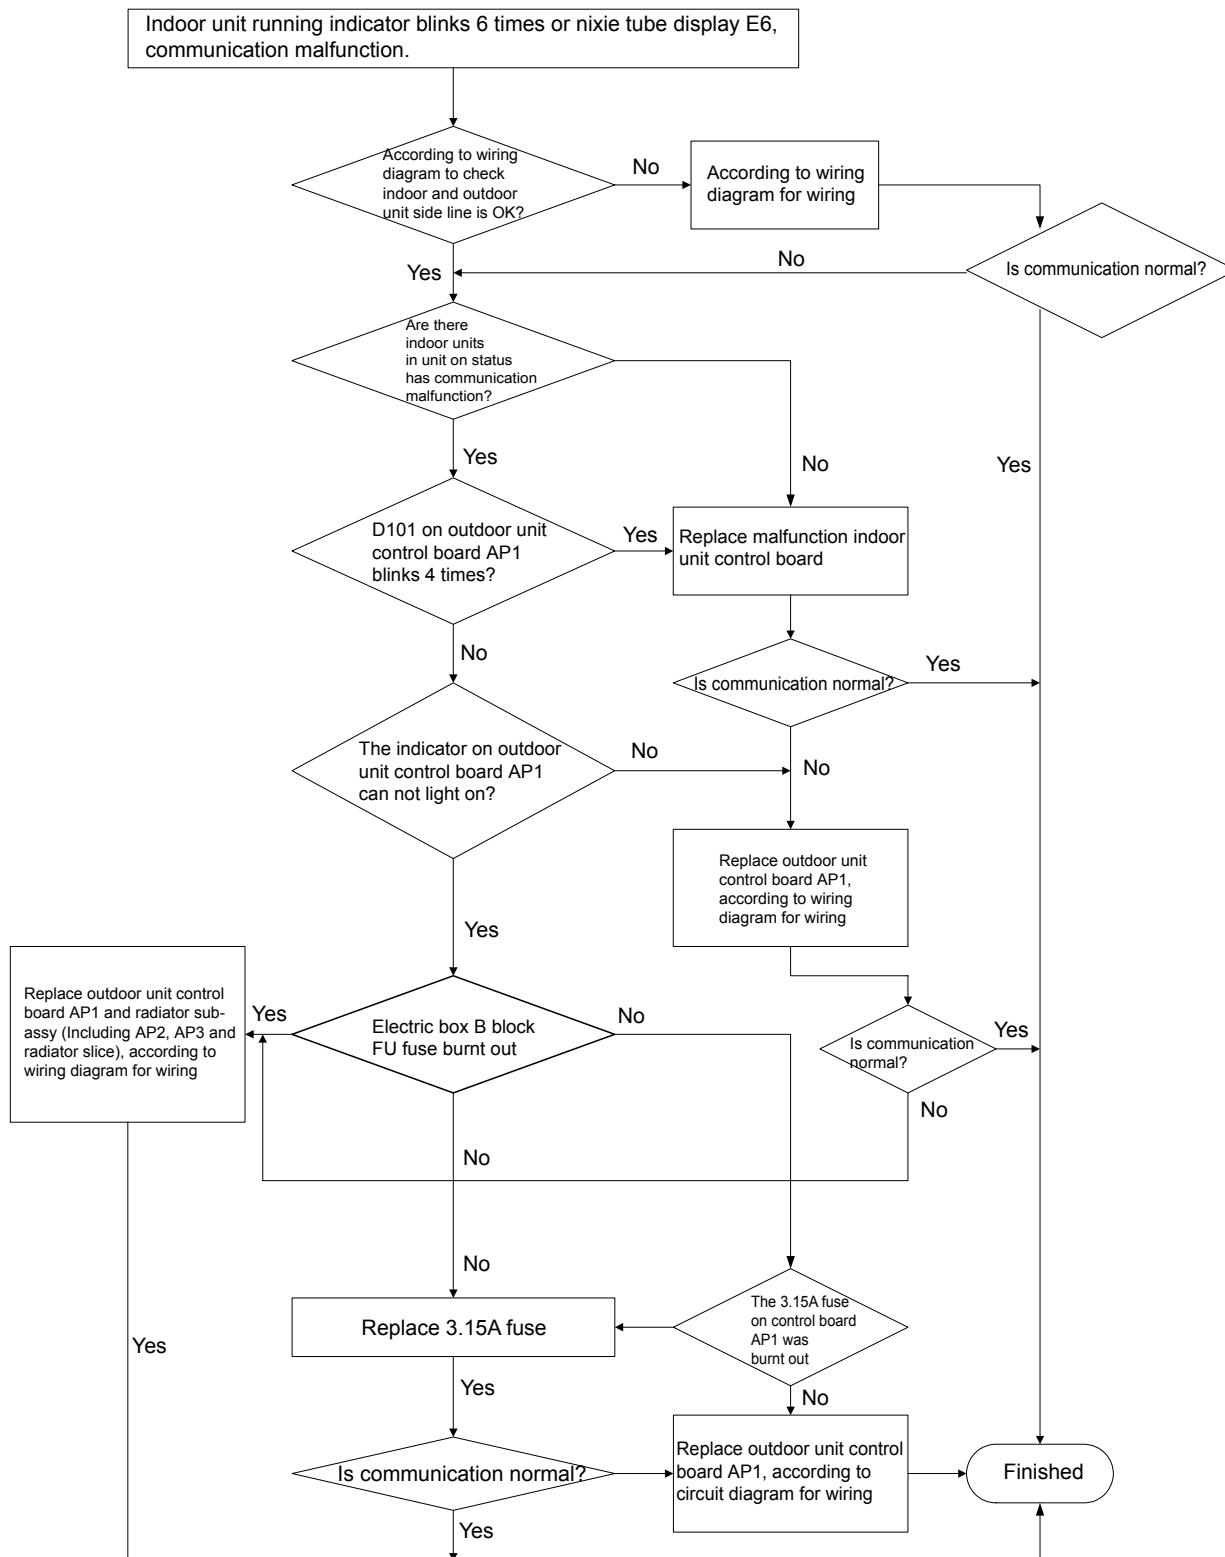 Indoor unit running indicator blinks 6 times or nixie tube display E6,
communication malfunction.
According to wiring
diagram to check
indoor and outdoor
unit side line is OK?
No
According to wiring
diagram for wiring
Yes
No
Is communication normal?
Are there
indoor units
in unit on status
has communication
malfunction?
Yes
No
Yes
D101 on outdoor unit
control board AP1
blinks 4 times?
Yes
Replace malfunction indoor
unit control board
No
Is communication normal?
Yes
The indicator on outdoor
unit control board AP1
can not light on?
No
No
Replace outdoor unit
control board AP1,
according to wiring
diagram for wiring
Yes
Replace outdoor unit control
board AP1 and radiator sub-
assy (Including AP2, AP3 and
radiator slice), according to
wiring diagram for wiring
Yes
Electric box B block
FU fuse burnt out
No
Is communication
normal?
Yes
No
No
No
Replace 3.15A fuse
The 3.15A fuse
on control board
AP1 was
burnt out
Yes
Yes
No
Is communication normal?
Replace outdoor unit control
board AP1, according to
circuit diagram for wiring
Finished
Yes